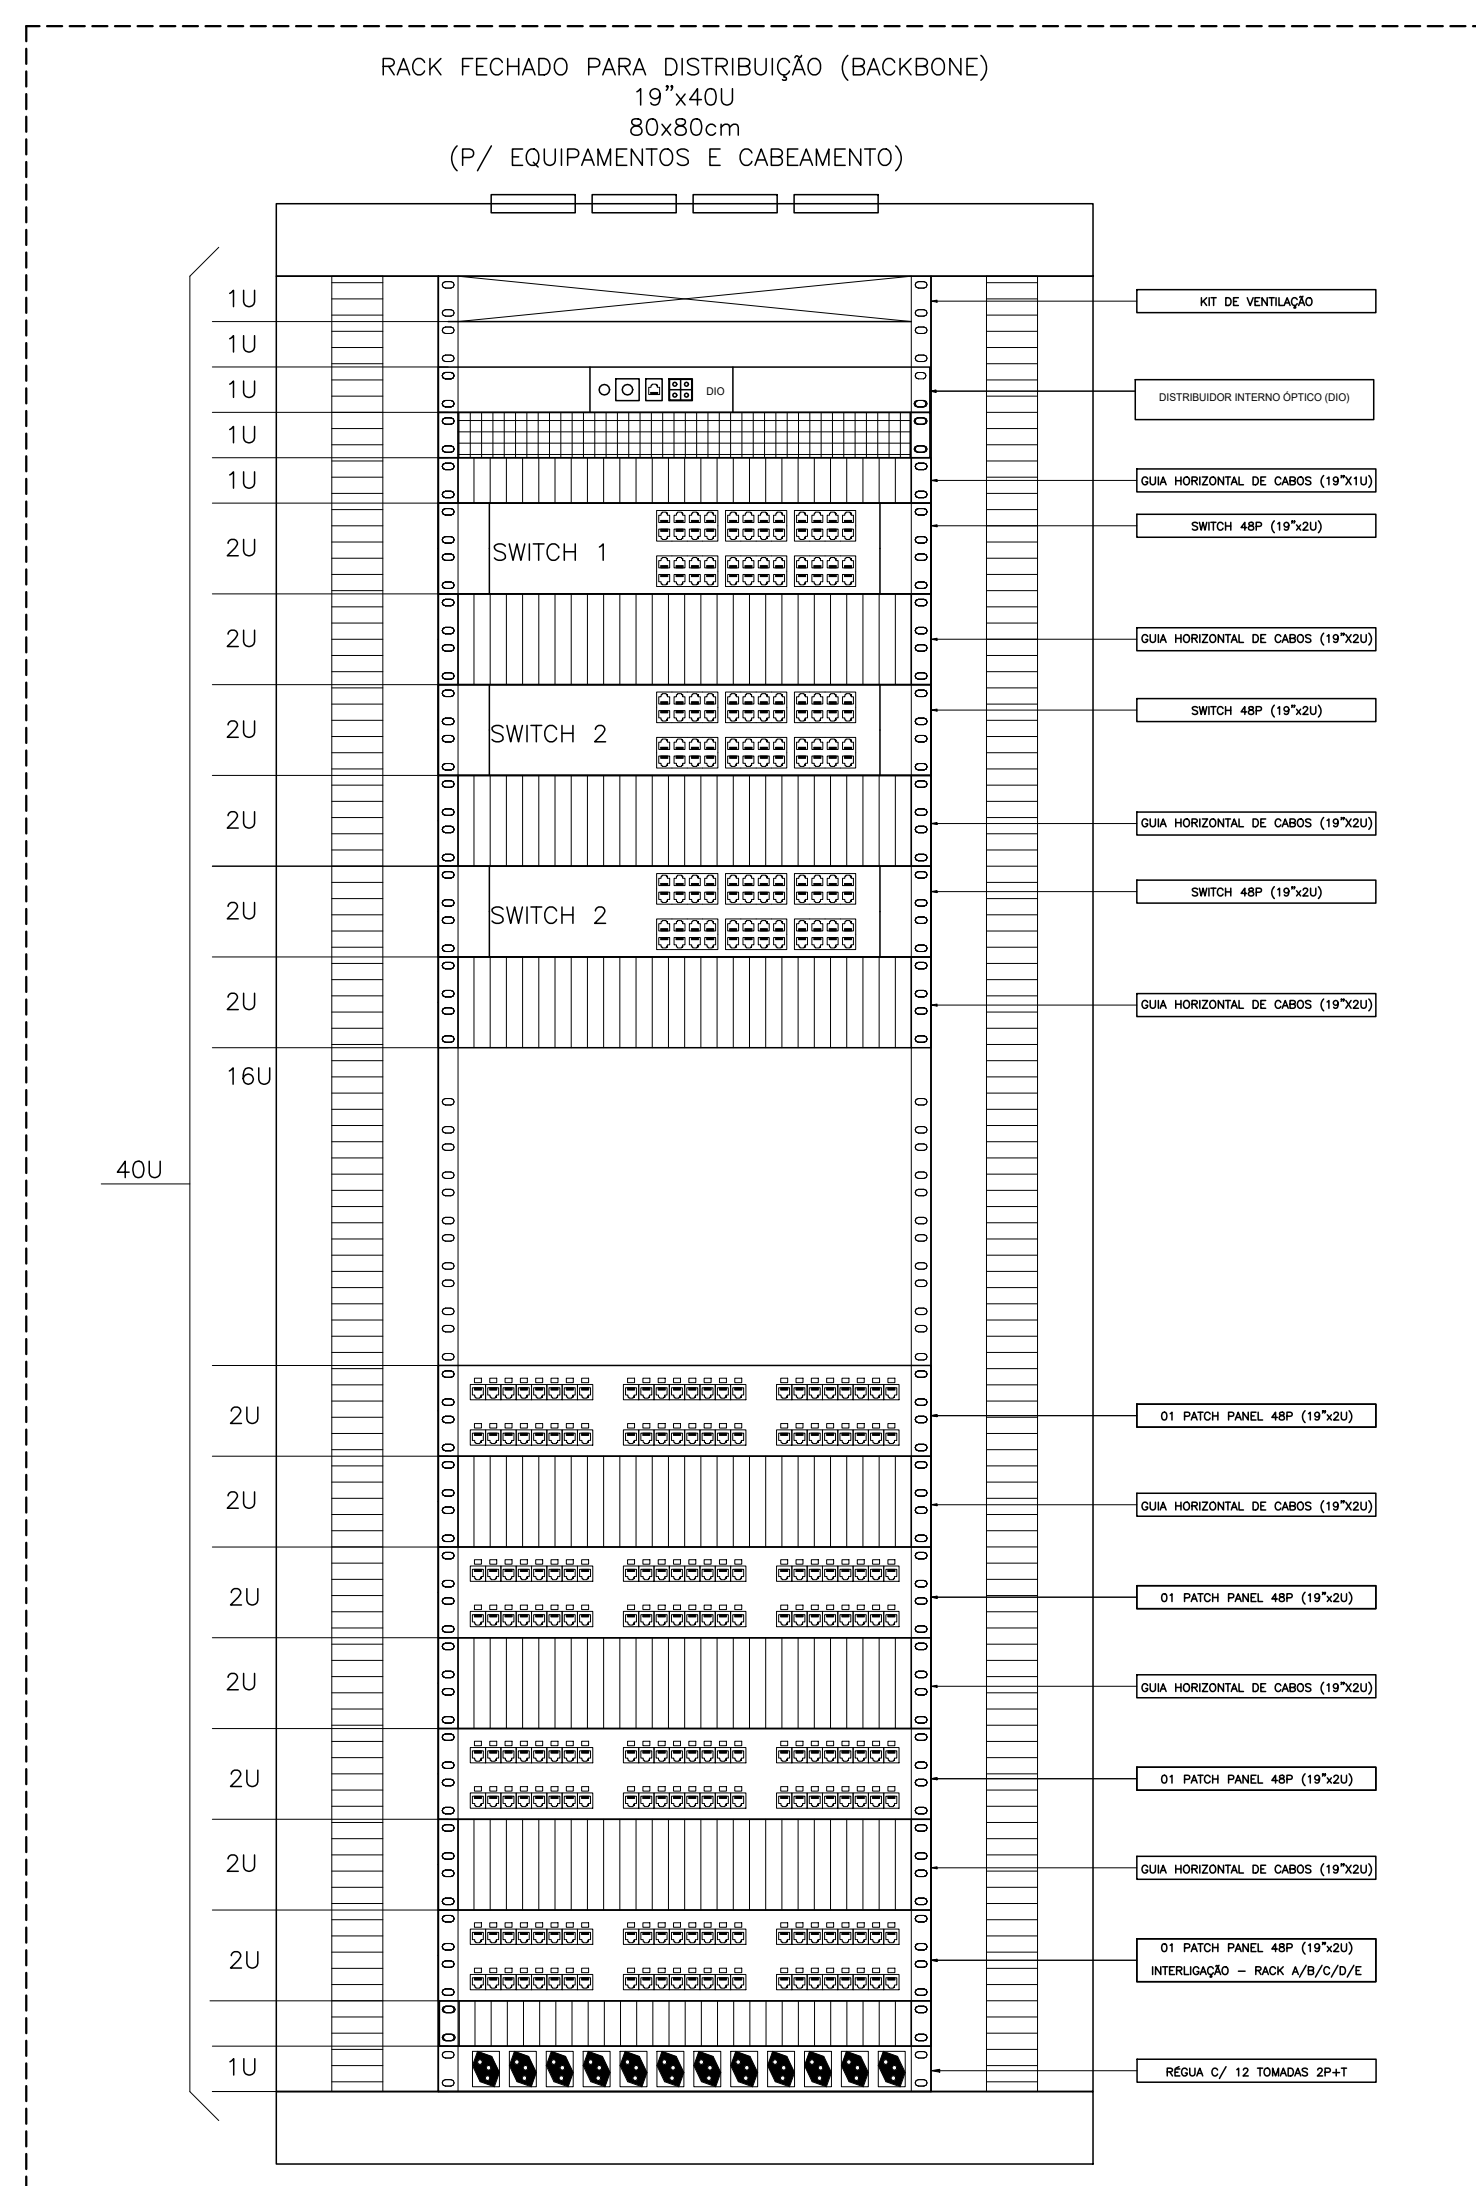 RACK FECHADO PARA DISTRIBUIÇÃO (BACKBONE)
19"x40U
80x80cm
(P/ EQUIPAMENTOS E CABEAMENTO)
1U
KIT DE VENTILAÇÃO
1U
1U
DIO
DISTRIBUIDOR INTERNO ÓPTICO (DIO)
1U
1U
GUIA HORIZONTAL DE CABOS (19"X1U)
2U
SWITCH 1
SWITCH 48P (19"x2U)
2U
GUIA HORIZONTAL DE CABOS (19"X2U)
2U
SWITCH 2
SWITCH 48P (19"x2U)
2U
GUIA HORIZONTAL DE CABOS (19"X2U)
2U
SWITCH 2
SWITCH 48P (19"x2U)
2U
GUIA HORIZONTAL DE CABOS (19"X2U)
16U
40U
2U
01 PATCH PANEL 48P (19"x2U)
2U
GUIA HORIZONTAL DE CABOS (19"X2U)
2U
01 PATCH PANEL 48P (19"x2U)
2U
GUIA HORIZONTAL DE CABOS (19"X2U)
2U
01 PATCH PANEL 48P (19"x2U)
2U
GUIA HORIZONTAL DE CABOS (19"X2U)
2U
01 PATCH PANEL 48P (19"x2U)
INTERLIGAÇÃO - RACK A/B/C/D/E
1U
RÉGUA C/ 12 TOMADAS 2P+T